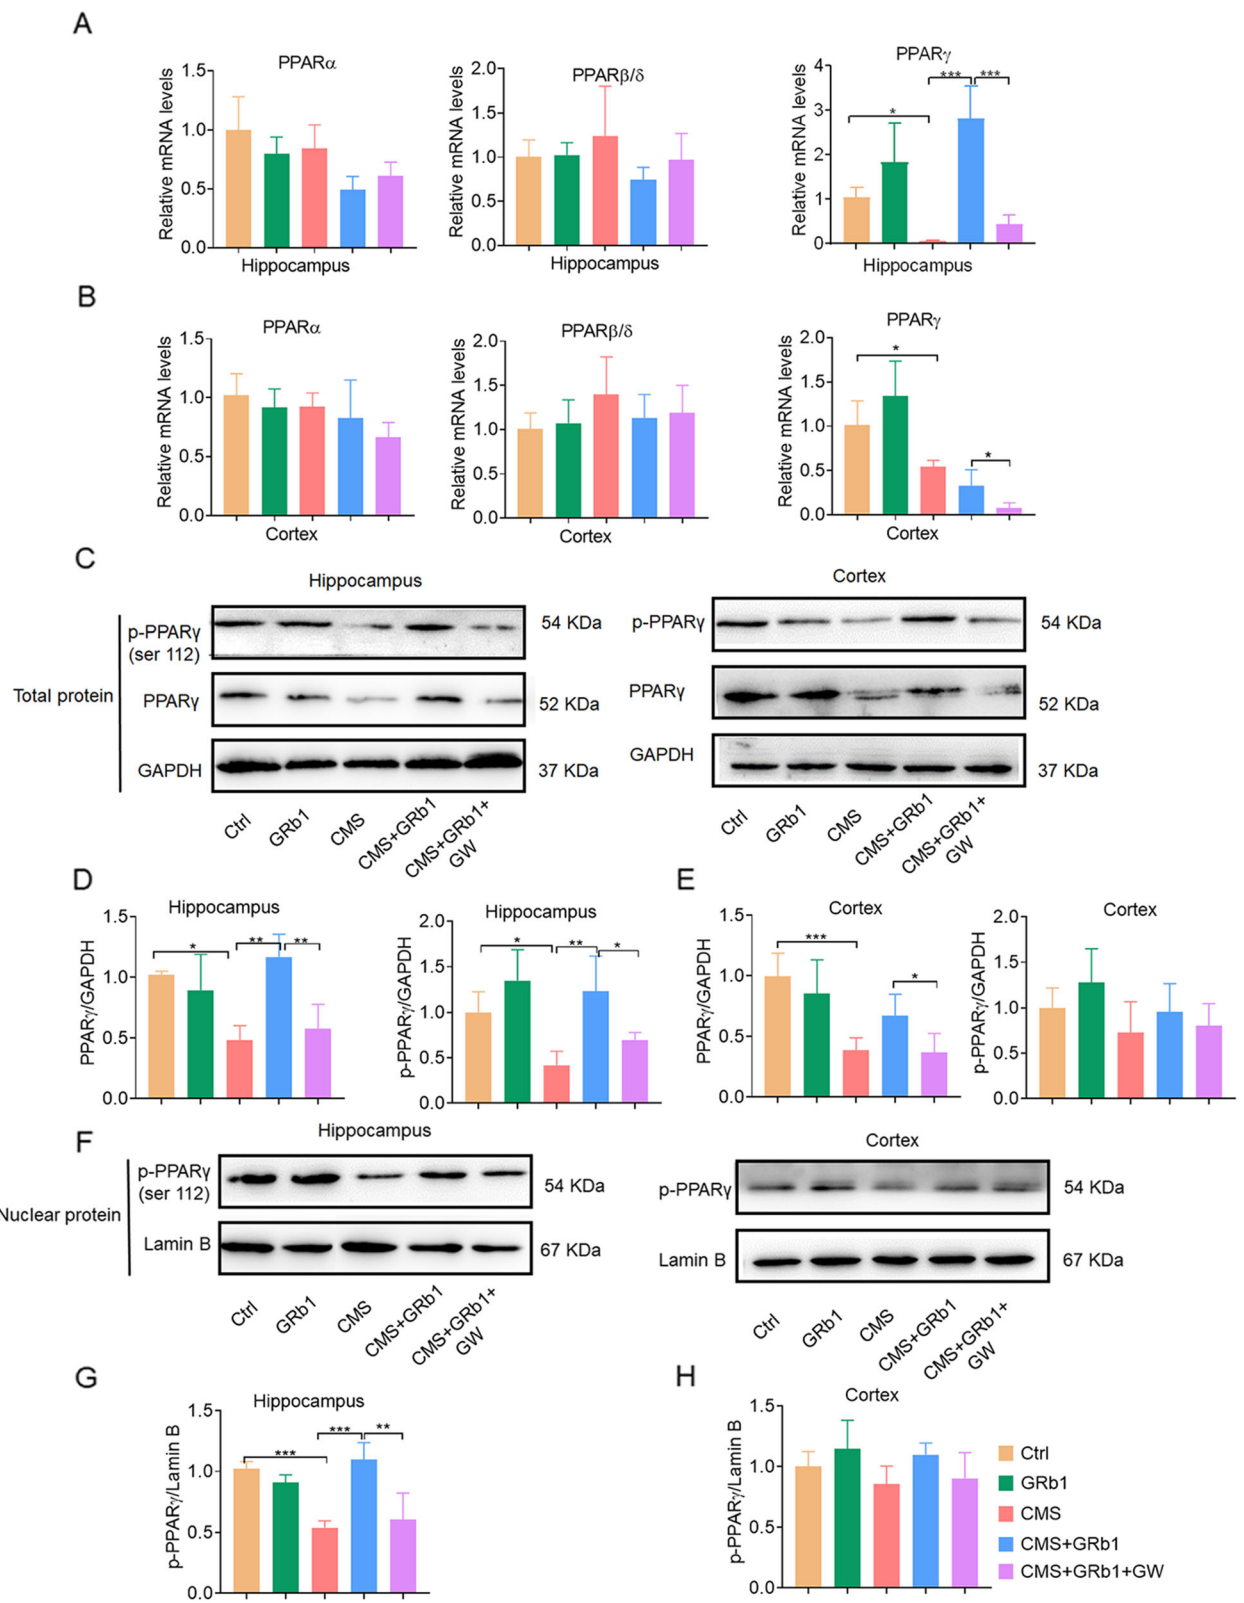 A
PPARα
PPARβ/δ
PPARγ
Relative mRNA levels
1.5
1.0
0.5
0.0
Hippocampus
Relative mRNA levels
2.0
1.5
1.0
0.5
0.0
Hippocampus
Relative mRNA levels
4
3
2
1
0
*
***
***
Hippocampus
B
PPARα
PPARβ/δ
PPARγ
Relative mRNA levels
1.5
1.0
0.5
0.0
Cortex
Relative mRNA levels
2.0
1.5
1.0
0.5
0.0
Cortex
Relative mRNA levels
2.0
1.5
1.0
0.5
0.0
*
*
Cortex
C
Hippocampus
Total protein
p-PPARγ
(ser 112)
54 KDa
PPARγ
52 KDa
GAPDH
37 KDa
Ctrl
GRb1
CMS
CMS+GRb1
CMS+GRb1+
GW
Cortex
p-PPARγ
54 KDa
PPARγ
52 KDa
GAPDH
37 KDa
Ctrl
GRb1
CMS
CMS+GRb1
CMS+GRb1+
GW
D
Hippocampus
PPARγ/GAPDH
1.5
1.0
0.5
0.0
*
**
**
Hippocampus
p-PPARγ/GAPDH
2.0
1.5
1.0
0.5
0.0
*
**
*
E
Cortex
PPARγ/GAPDH
1.5
1.0
0.5
0.0
***
*
Cortex
p-PPARγ/GAPDH
2.0
1.5
1.0
0.5
0.0
F
Hippocampus
Nuclear protein
p-PPARγ
(ser 112)
54 KDa
Lamin B
67 KDa
Ctrl
GRb1
CMS
CMS+GRb1
CMS+GRb1+
GW
Cortex
p-PPARγ
54 KDa
Lamin B
67 KDa
Ctrl
GRb1
CMS
CMS+GRb1
CMS+GRb1+
GW
G
Hippocampus
p-PPARγ/Lamin B
1.5
1.0
0.5
0.0
***
***
**
H
Cortex
p-PPARγ/Lamin B
1.5
1.0
0.5
0.0
Ctrl
GRb1
CMS
CMS+GRb1
CMS+GRb1+GW